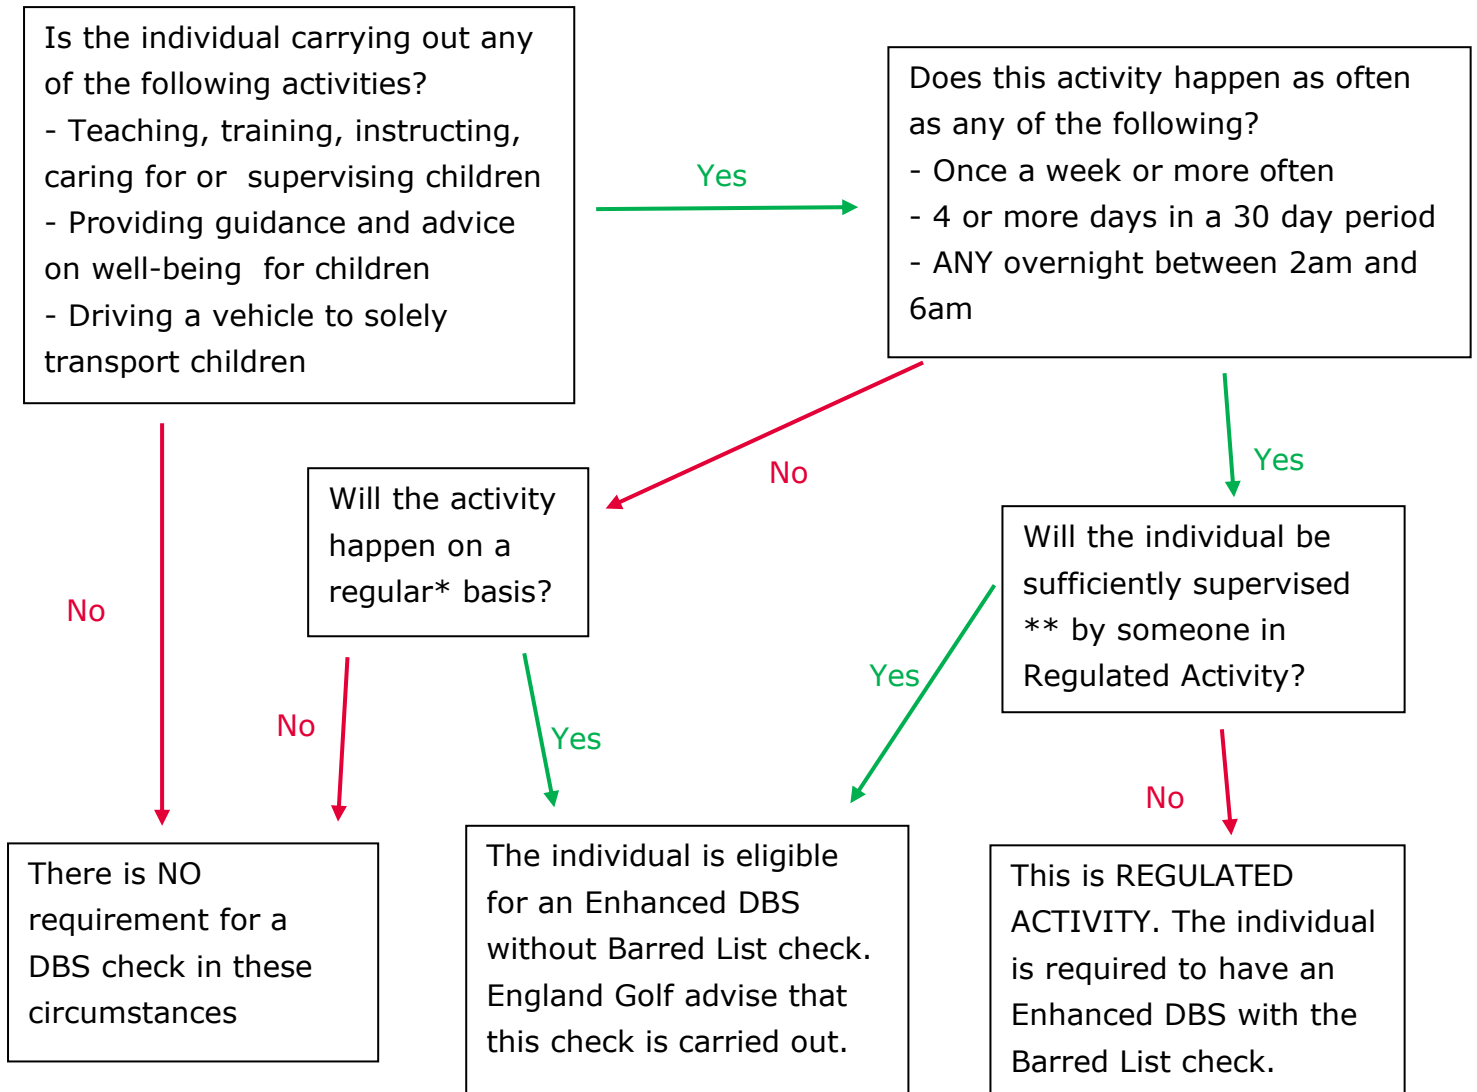 Is the individual carrying out any
of the following activities?
- Teaching, training, instructing,
caring for or  supervising children
- Providing guidance and advice
on well-being  for children
- Driving a vehicle to solely
transport children
Yes
Does this activity happen as often
as any of the following?
- Once a week or more often
- 4 or more days in a 30 day period
- ANY overnight between 2am and
6am
No
No
Yes
Will the activity
happen on a
regular* basis?
Will the individual be
sufficiently supervised
** by someone in
Regulated Activity?
No
Yes
Yes
No
There is NO
requirement for a
DBS check in these
circumstances
The individual is eligible
for an Enhanced DBS
without Barred List check.
England Golf advise that
this check is carried out.
This is REGULATED
ACTIVITY. The individual
is required to have an
Enhanced DBS with the
Barred List check.